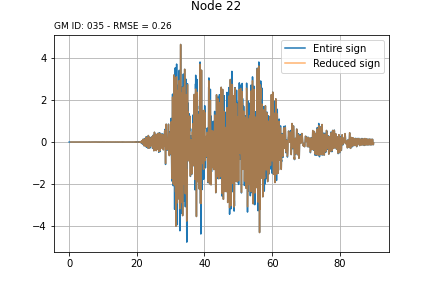 Node 22
GM ID: 035 - RMSE = 0.26
Entire sign
Reduced sign
4
2
0
−2
−4
0 20 40 60 80